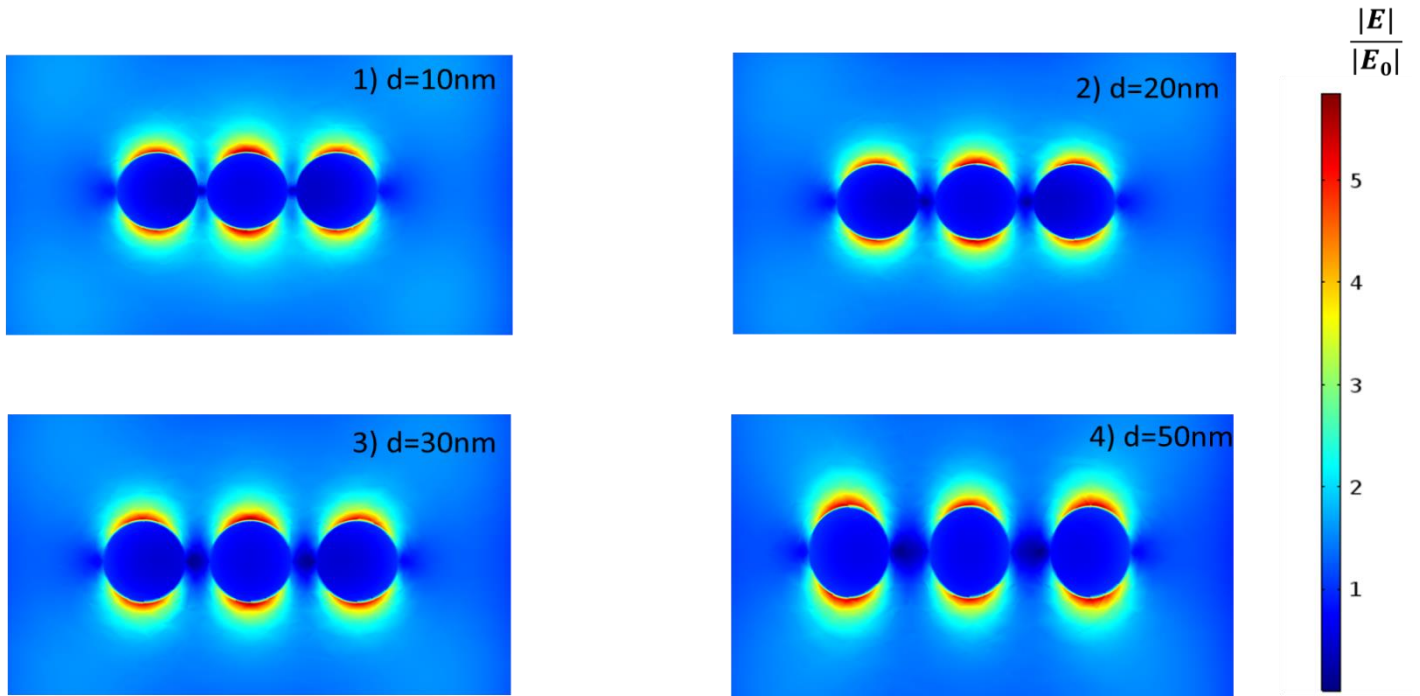 1) d=10nm
2) d=20nm
|E|
|E₀|
5
4
3
2
1
3) d=30nm
4) d=50nm